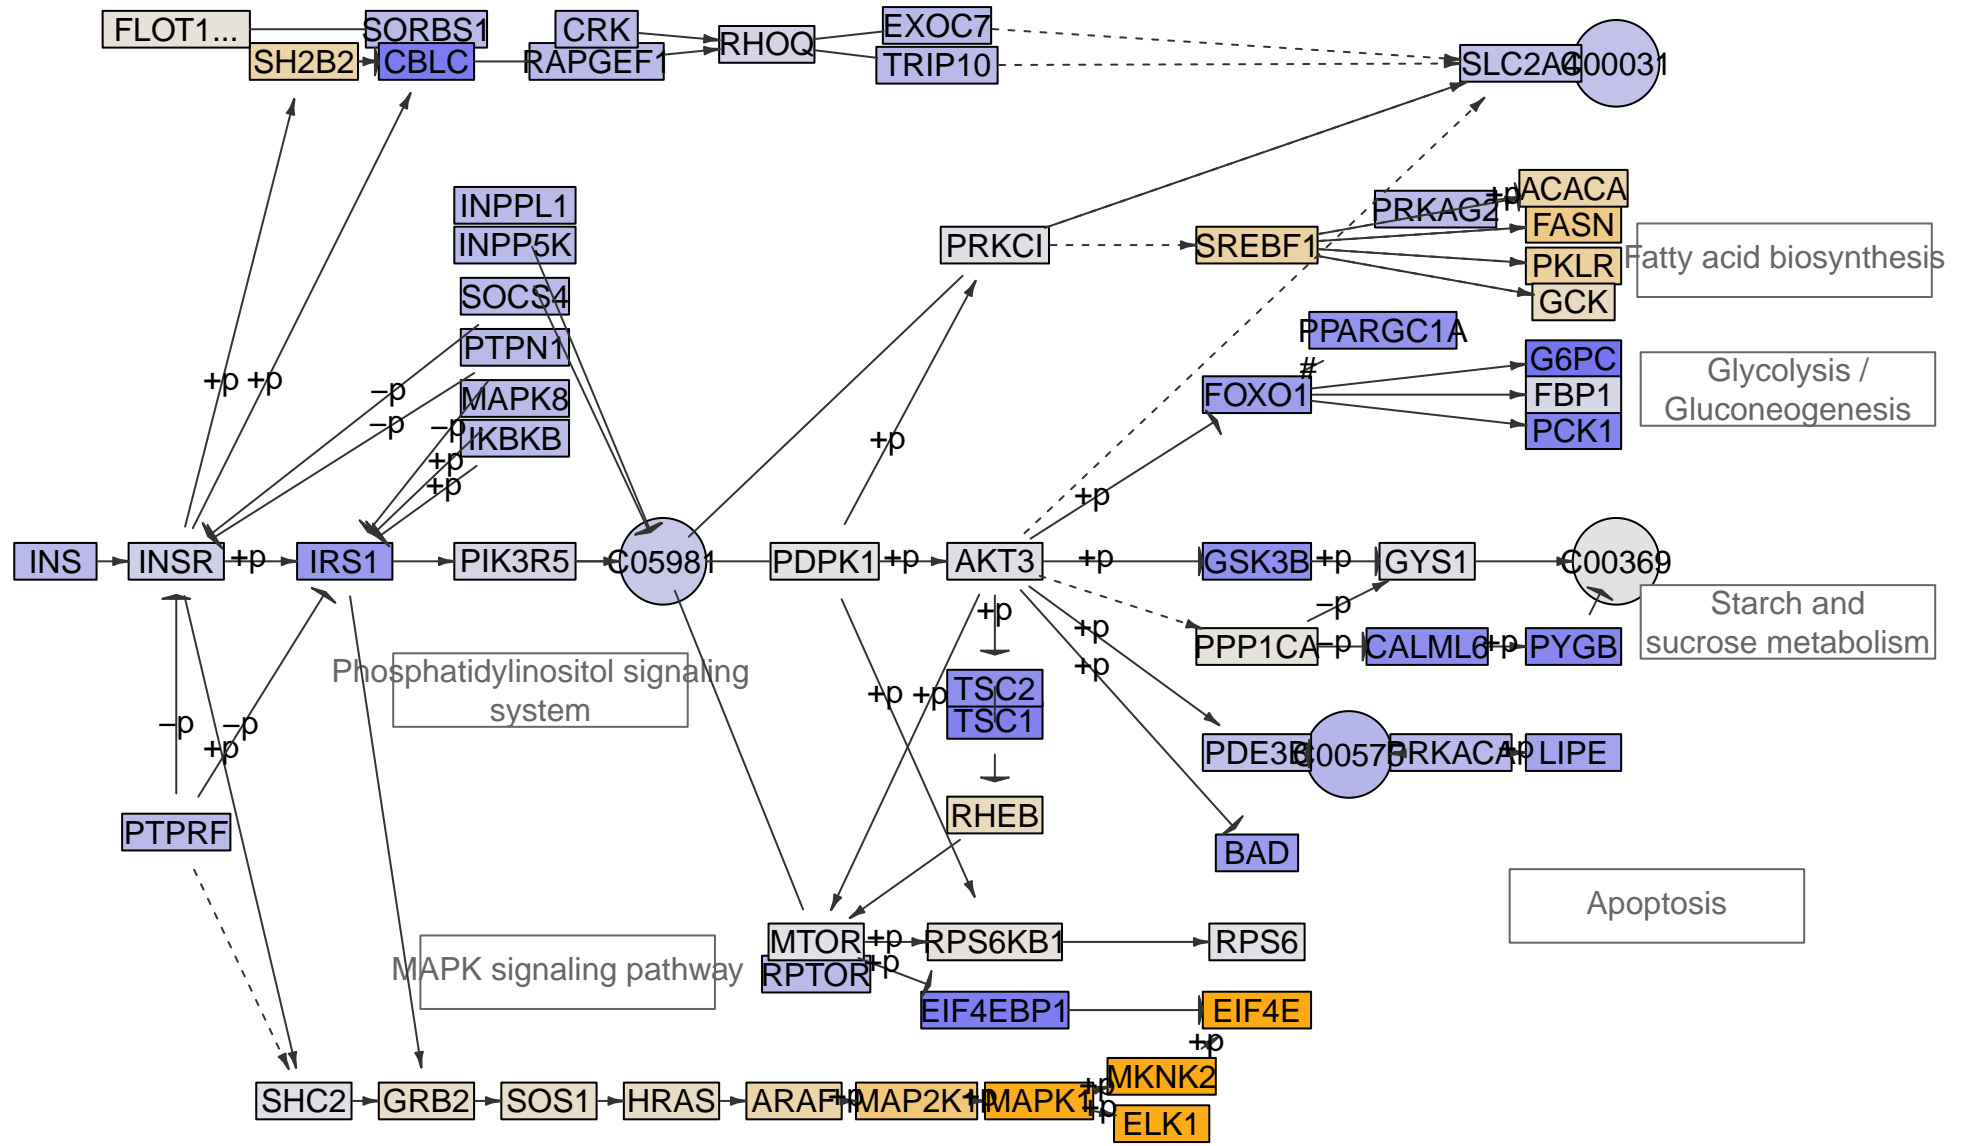 FLOT1...
SORBS1
CRK
EXOC7
RHOQ
SH2B2
CBLC
RAPGEF1
TRIP10
SLC2A4
C00031
INPPL1
INPP5K
SOCS4
PTPN1
MAPK8
IKBKB
PRKCI
SREBF1
PRKAG2
+p
ACACA
FASN
PKLR
GCK
Fatty acid biosynthesis
PPARGC1A
#
FOXO1
G6PC
FBP1
PCK1
Glycolysis /
Gluconeogenesis
+p
+p
−p
−p
−p
+p
+p
+p
+p
INS
INSR
+p
IRS1
PIK3R5
C05981
PDPK1
+p
AKT3
+p
GSK3B
+p
GYS1
C00369
+p
+p
+p
−p
PPP1CA
−p
CALML6
+p
PYGB
Starch and
sucrose metabolism
Phosphatidylinositol signaling
system
+p
+p
TSC2
TSC1
−p
+p
−p
PDE3B
C00575
PRKACA
+p
LIPE
PTPRF
RHEB
BAD
Apoptosis
MTOR
+p
RPS6KB1
RPS6
MAPK signaling pathway
RPTOR
+p
EIF4EBP1
EIF4E
+p
SHC2
GRB2
SOS1
HRAS
ARAF
+p
MAP2K1
+p
MAPK1
+p
MKNK2
+p
ELK1